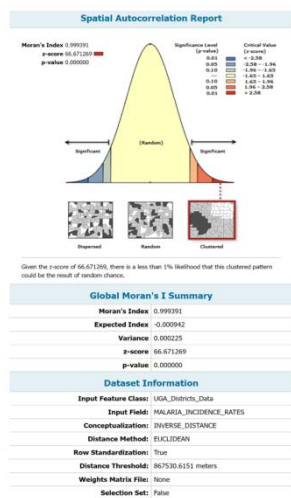 Spatial Autocorrelation Report
Moran's Index 0.999391
z-score 66.671269
p-value 0.000000
Significance Level (p-value)
Critical Value (z-score)
0.01 < -2.58
0.05 -2.58 - -1.96
0.10 -1.96 - -1.65
--- -1.65 - 1.65
0.10 1.65 - 1.96
0.05 1.96 - 2.58
0.01 > 2.58
(Random)
Significant
Significant
Dispersed
Random
Clustered
Given the z-score of 66.671269, there is a less than 1% likelihood that this clustered pattern
could be the result of random chance.
Global Moran's I Summary
Moran's Index 0.999391
Expected Index -0.000942
Variance 0.000225
z-score 66.671269
p-value 0.000000
Dataset Information
Input Feature Class: UGA_Districts_Data
Input Field: MALARIA_INCIDENCE_RATES
Conceptualization: INVERSE_DISTANCE
Distance Method: EUCLIDEAN
Row Standardization: True
Distance Threshold: 867530.6151 meters
Weights Matrix File: None
Selection Set: False